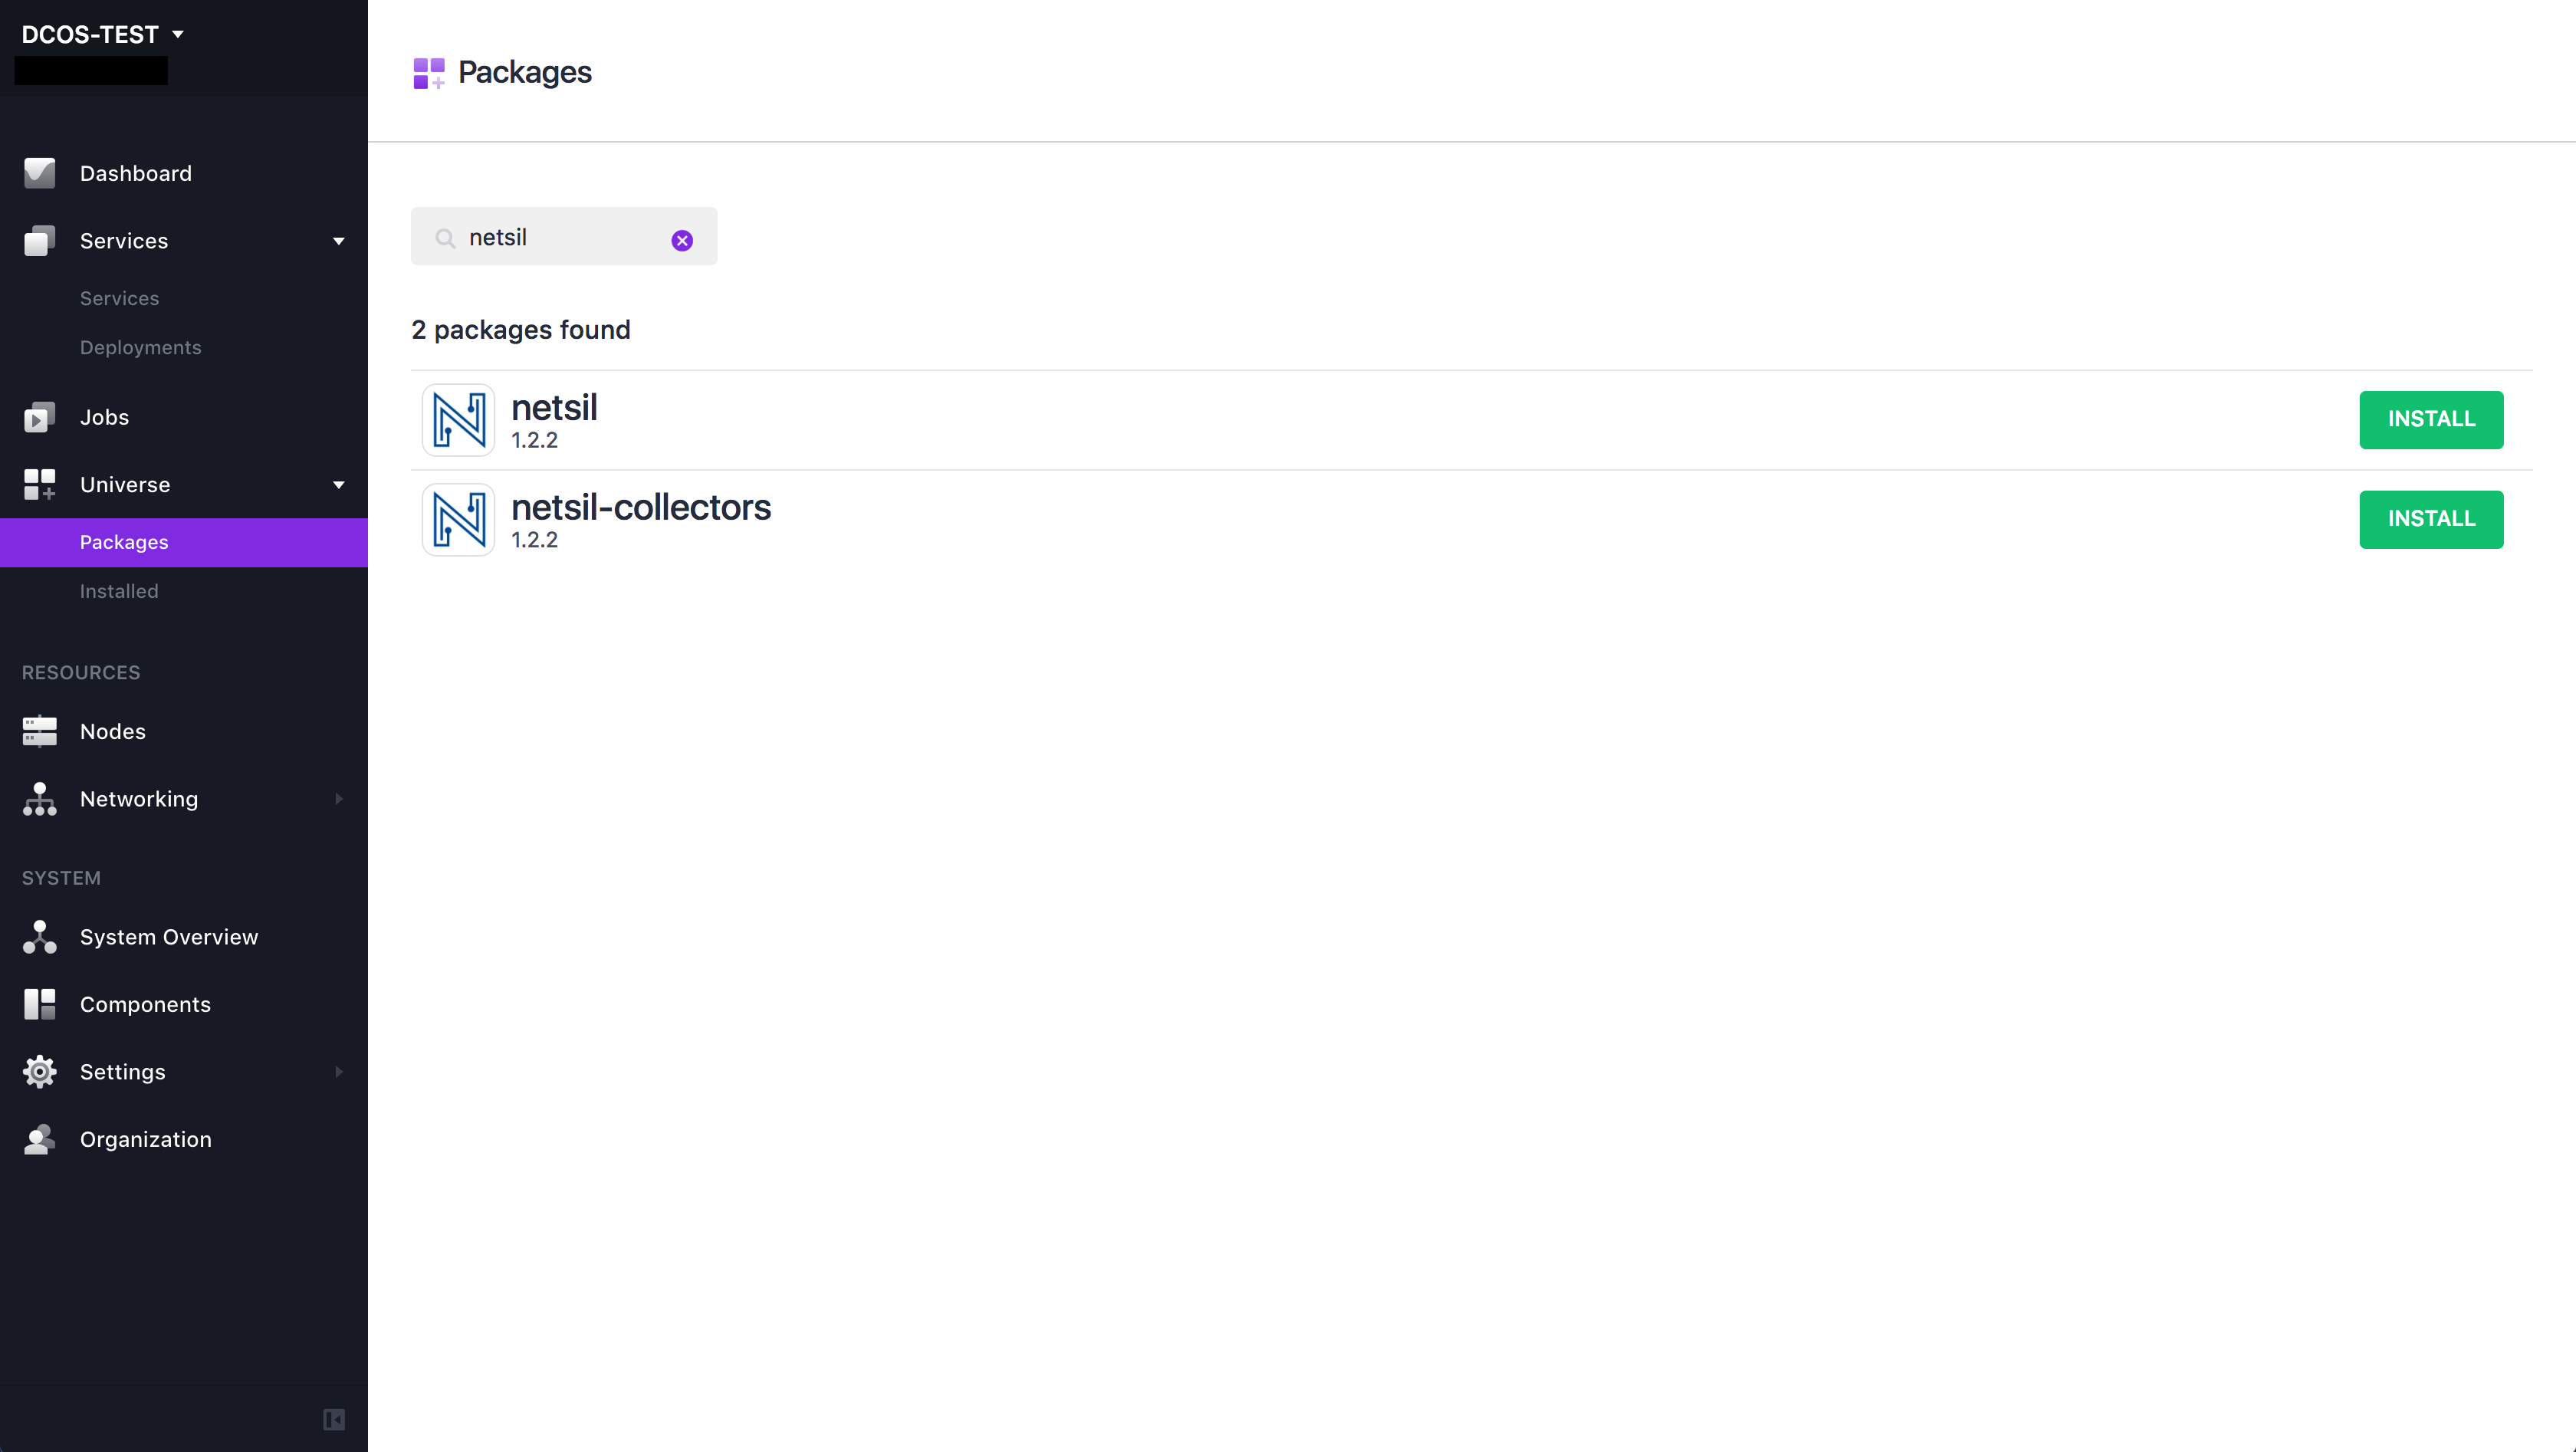 DCOS-TEST
Dashboard
Services
Services
Deployments
Jobs
Universe
Packages
Installed
RESOURCES
Nodes
Networking
SYSTEM
System Overview
Components
Settings
Organization
Packages
netsil
2 packages found
netsil
1.2.2
INSTALL
netsil-collectors
1.2.2
INSTALL